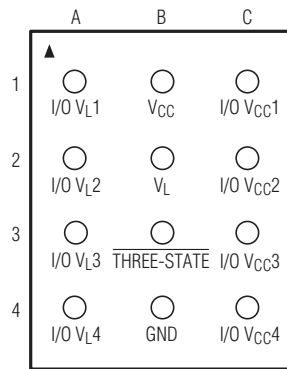 A B C
1
I/O VL1 VCC I/O VCC1
2
I/O VL2 VL I/O VCC2
3
I/O VL3 THREE-STATE I/O VCC3
4
I/O VL4 GND I/O VCC4